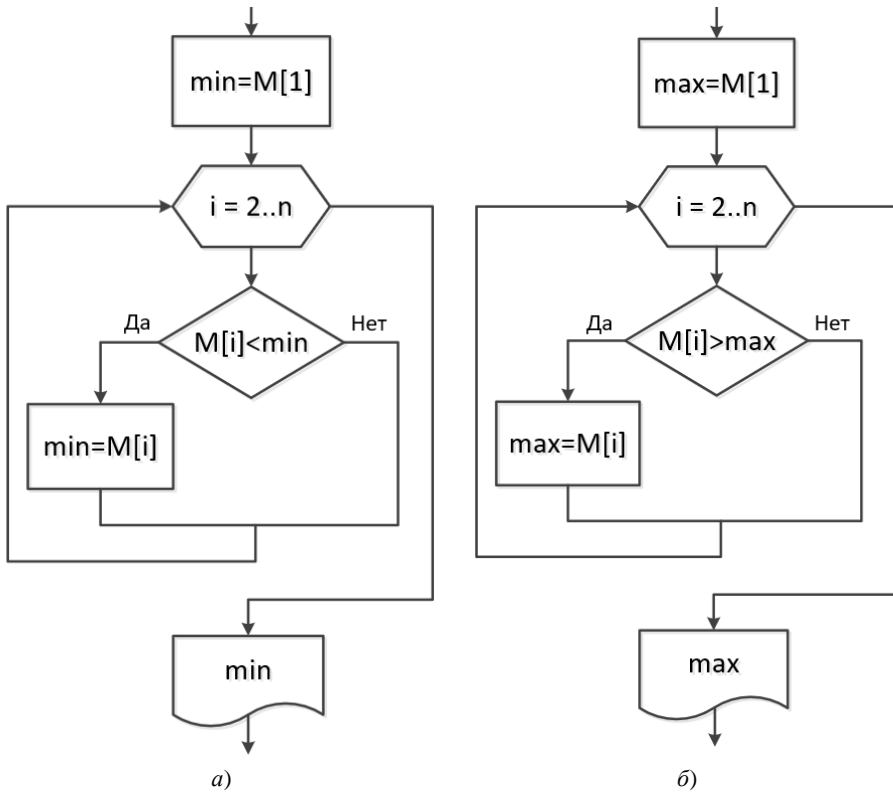 min=M[1]
i = 2..n
M[i]<min
Да
Нет
min=M[i]
min
а)
max=M[1]
i = 2..n
M[i]>max
Да
Нет
max=M[i]
max
б)